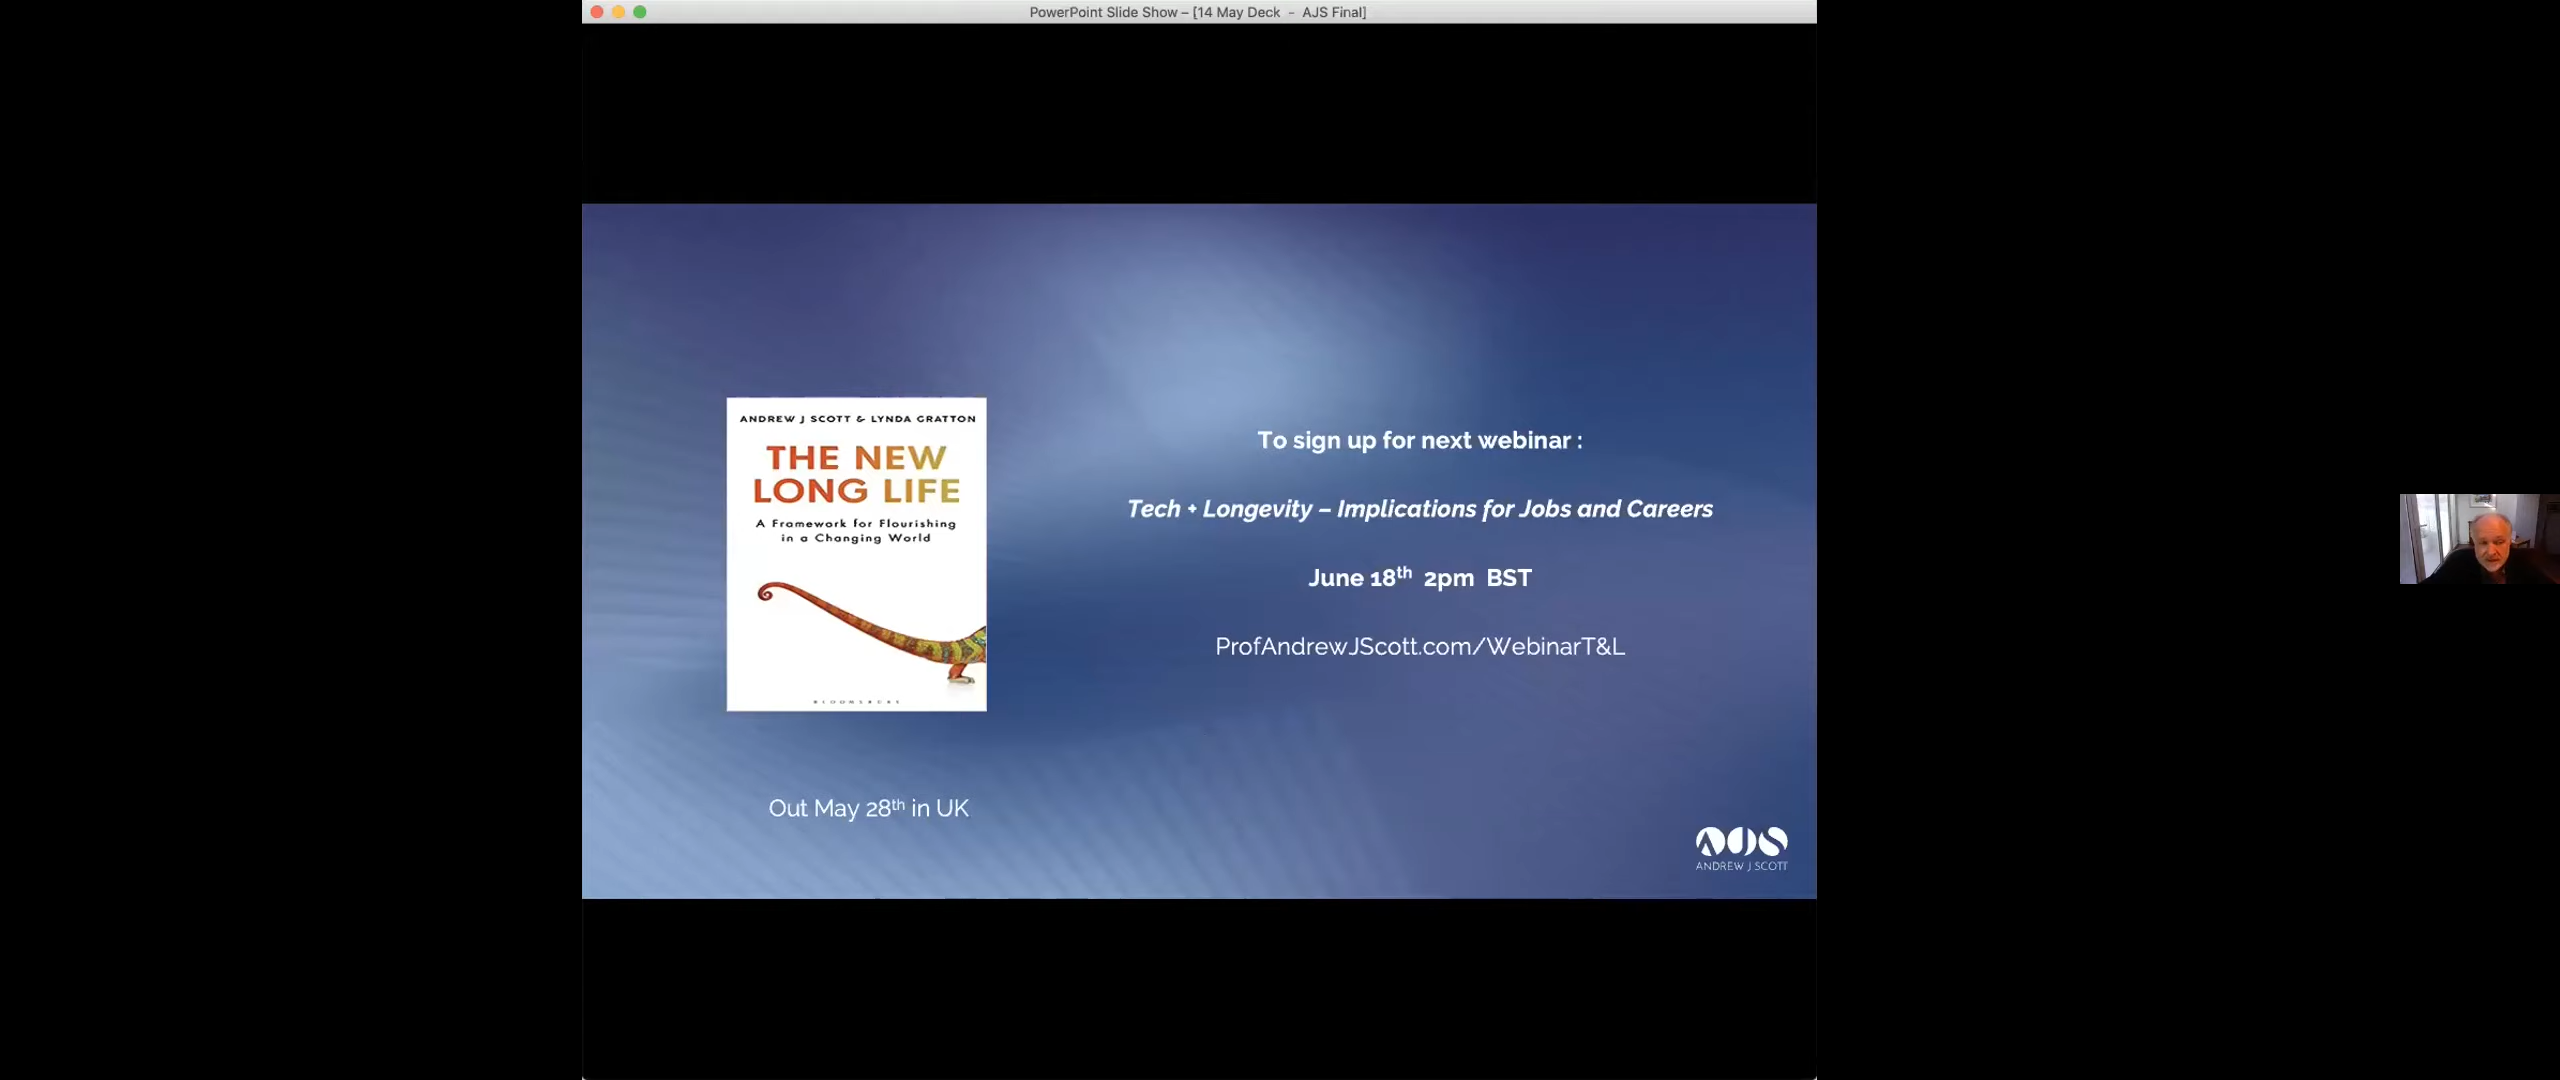 PowerPoint Slide Show – [14 May Deck - AJS Final]
ANDREW J SCOTT & LYNDA GRATTON
THE NEW
LONG LIFE
A Framework for Flourishing
in a Changing World
BLOOMSBURY
Out May 28th in UK
To sign up for next webinar :
Tech + Longevity – Implications for Jobs and Careers
June 18th 2pm BST
ProfAndrewJScott.com/WebinarT&L
AJS
ANDREW J SCOTT